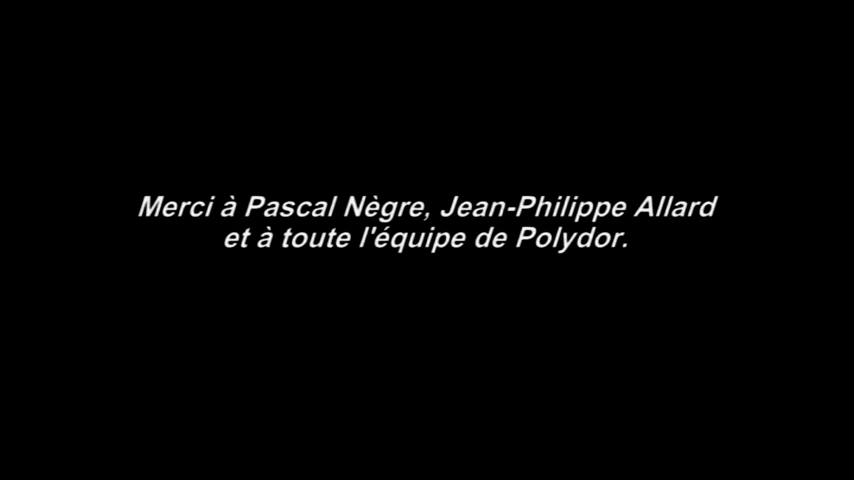 Merci à Pascal Nègre, Jean-Philippe Allard
et à toute l'équipe de Polydor.